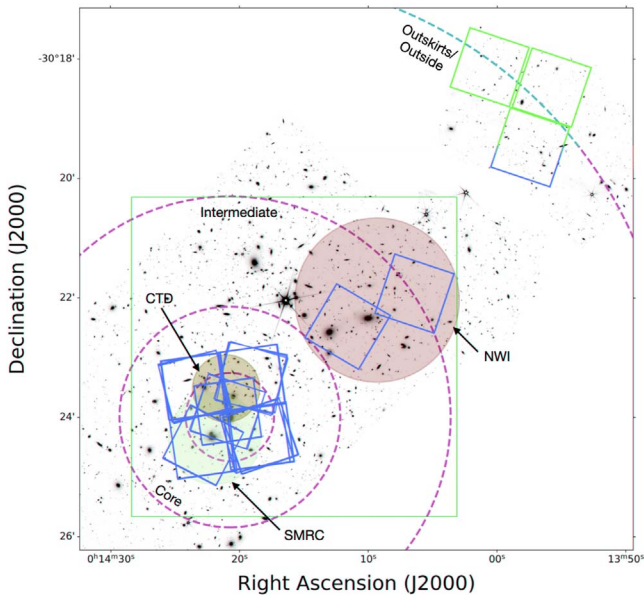 Outskirts/
Outside
-30°18'
20'
Intermediate
CTD
22'
NWI
24'
Core
SMRC
26'
0ʰ14ᵐ30ˢ 20ˢ 10ˢ 00ˢ 13ᵐ50ˢ
Declination (J2000)
Right Ascension (J2000)